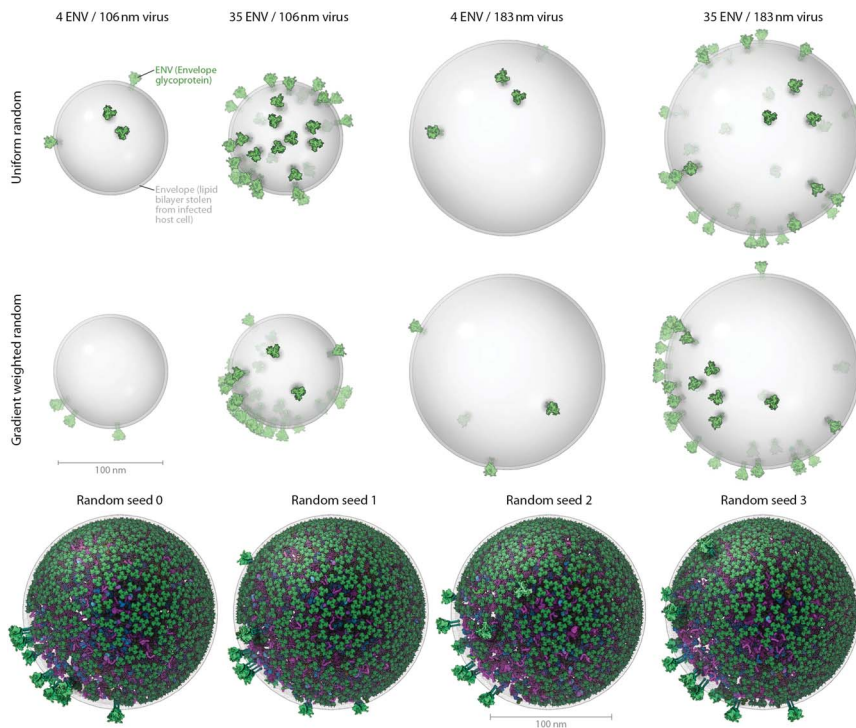 4 ENV / 106 nm virus
35 ENV / 106 nm virus
4 ENV / 183 nm virus
35 ENV / 183 nm virus
Uniform random
ENV (Envelope
glycoprotein)
Envelope (lipid
bilayer stolen
from infected
host cell)
Gradient weighted random
100 nm
Random seed 0
Random seed 1
Random seed 2
Random seed 3
100 nm